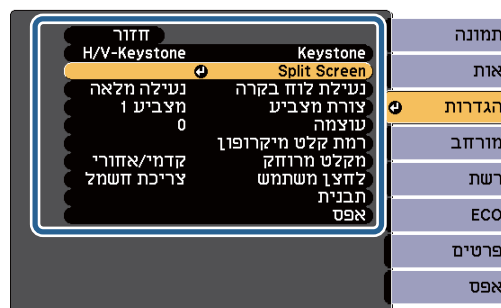 תמונה
אות
הגדרות
מורחב
רשת
ECO
פרטים
אפס
חזור
Keystone H/V-Keystone
Split Screen
נעילת לוח בקרה נעילה מלאה
צורת מצביע מצביע 1
עוצמה 0
רמת קלט מיקרופון
מקלט מרוחק קדמי/אחורי
לחצן משתמש צריכת חשמל
תבנית
אפס